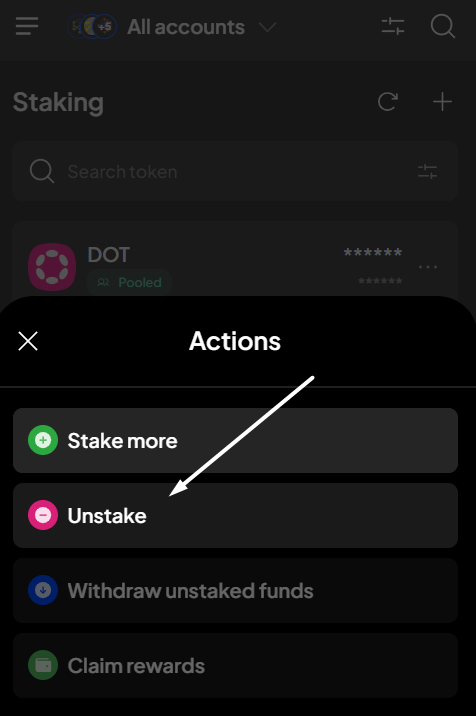 +5 All accounts
Staking
Search token
DOT
******
Pooled
******
Actions
Stake more
Unstake
Withdraw unstaked funds
Claim rewards